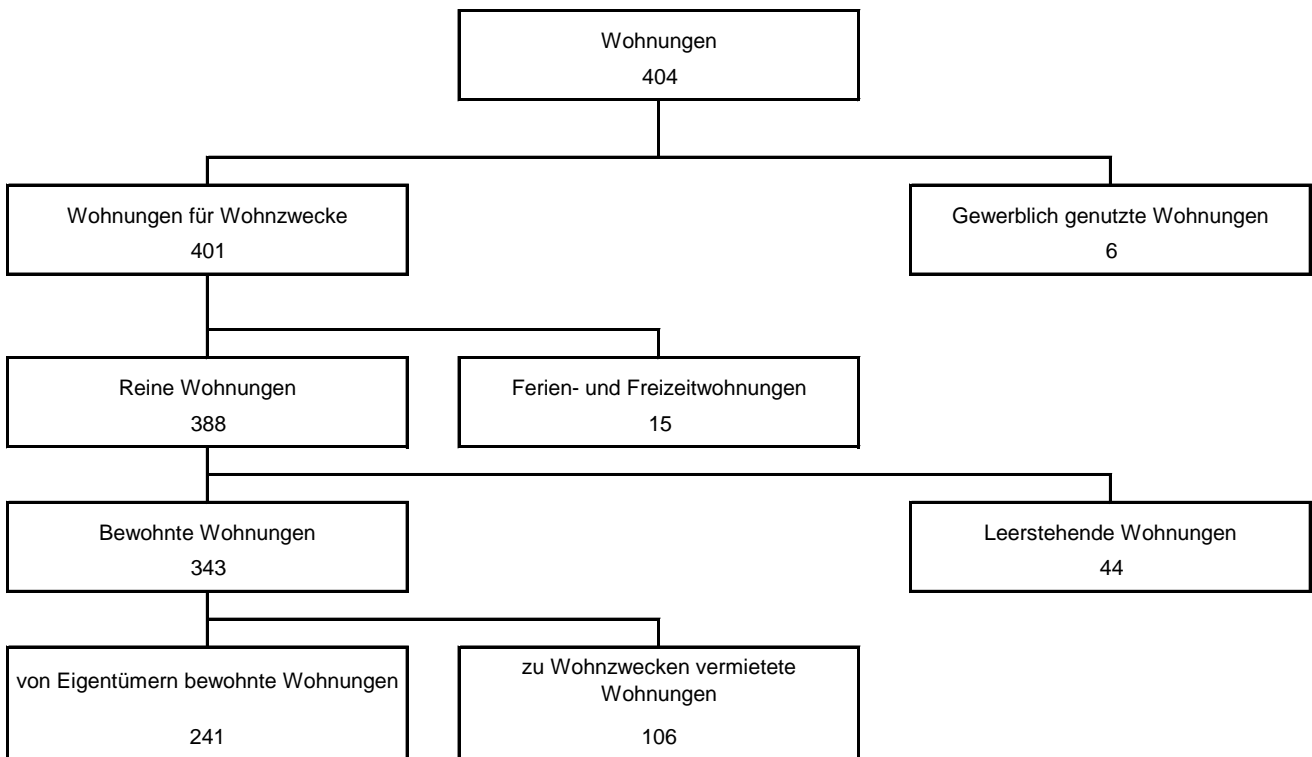 Wohnungen
404
Wohnungen für Wohnzwecke
401
Gewerblich genutzte Wohnungen
6
Reine Wohnungen
388
Ferien- und Freizeitwohnungen
15
Bewohnte Wohnungen
343
Leerstehende Wohnungen
44
von Eigentümern bewohnte Wohnungen
241
zu Wohnzwecken vermietete
Wohnungen
106